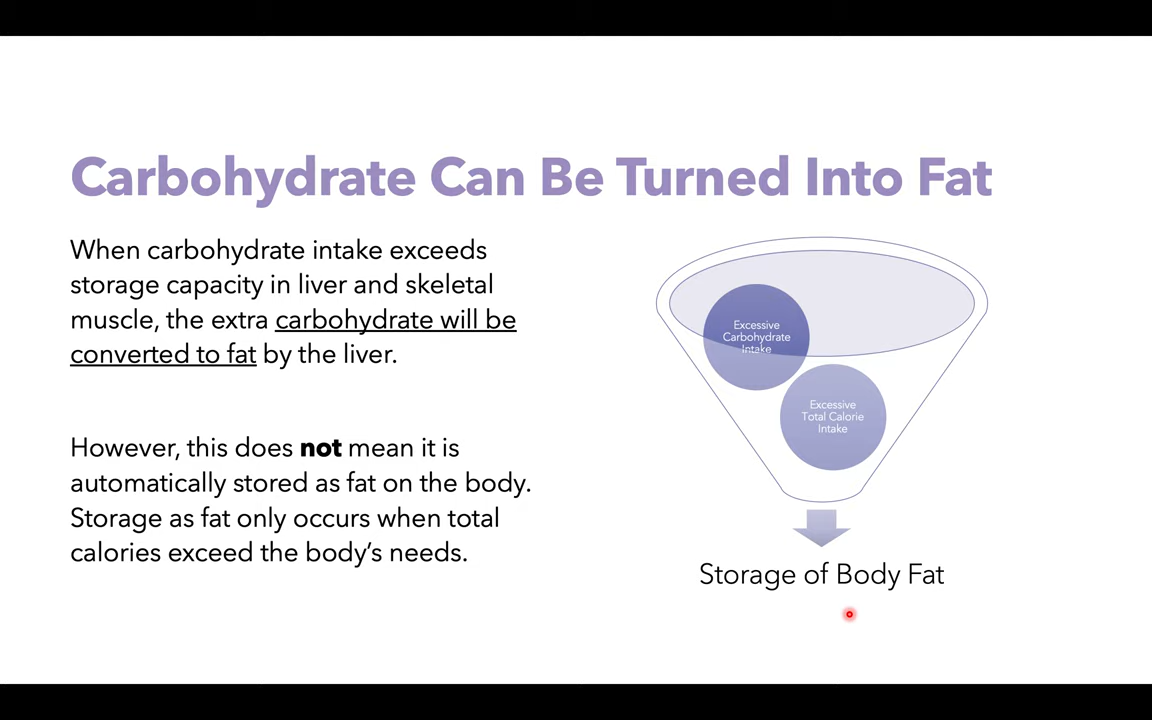 Carbohydrate Can Be Turned Into Fat
When carbohydrate intake exceeds
storage capacity in liver and skeletal
muscle, the extra carbohydrate will be
converted to fat by the liver.
However, this does not mean it is
automatically stored as fat on the body.
Storage as fat only occurs when total
calories exceed the body’s needs.
Excessive
Carbohydrate
Intake
Excessive
Total Calorie
Intake
Storage of Body Fat